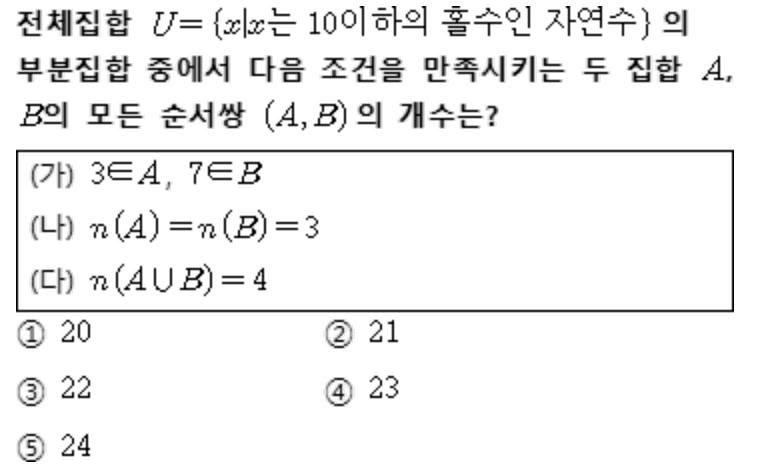 전체집합 U={x|x는 10이하의 홀수인 자연수} 의
부분집합 중에서 다음 조건을 만족시키는 두 집합 A,
B의 모든 순서쌍 (A, B) 의 개수는?
(가) 3∈A, 7∈B
(나) n(A)=n(B)=3
(다) n(A∪B)=4
① 20 ② 21
③ 22 ④ 23
⑤ 24